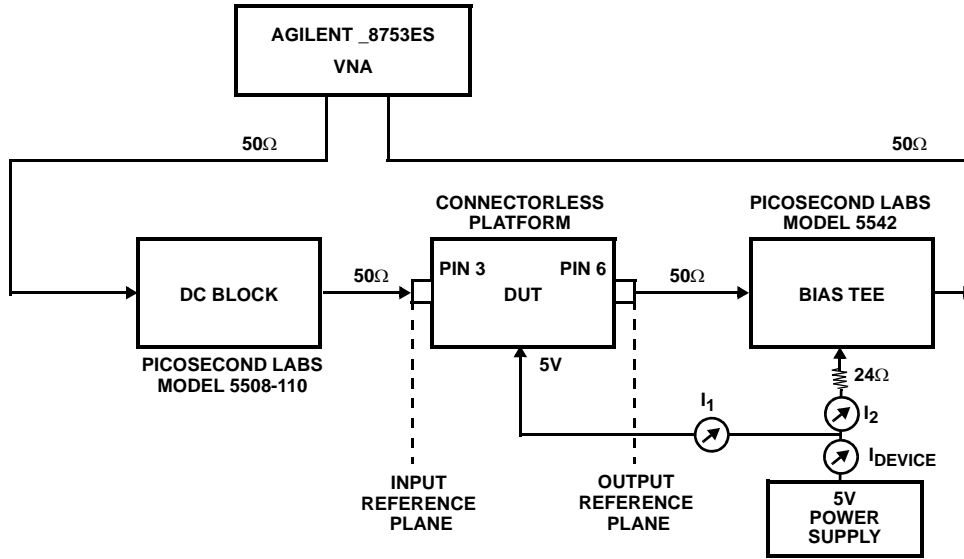 AGILENT _8753ES
VNA
50Ω
50Ω
CONNECTORLESS
PLATFORM
PICOSECOND LABS
MODEL 5542
DC BLOCK
50Ω
PIN 3
PIN 6
DUT
50Ω
BIAS TEE
PICOSECOND LABS
MODEL 5508-110
5V
24Ω
I1
I2
IDEVICE
INPUT
REFERENCE
PLANE
OUTPUT
REFERENCE
PLANE
5V
POWER
SUPPLY